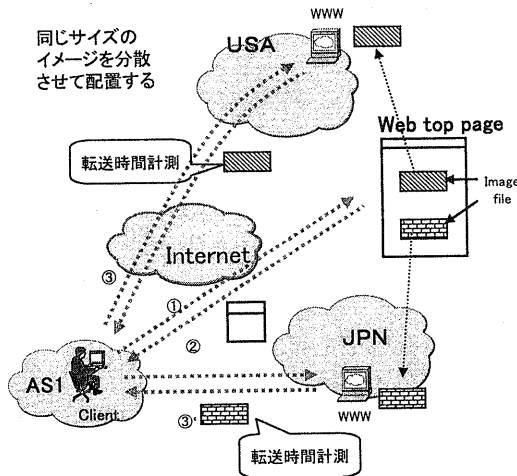 同じサイズの
イメージを分散
させて配置する
WWW
USA
Web top page
転送時間計測
Image
file
Internet
③
①
②
JPN
AS1
Client
WWW
③'
転送時間計測